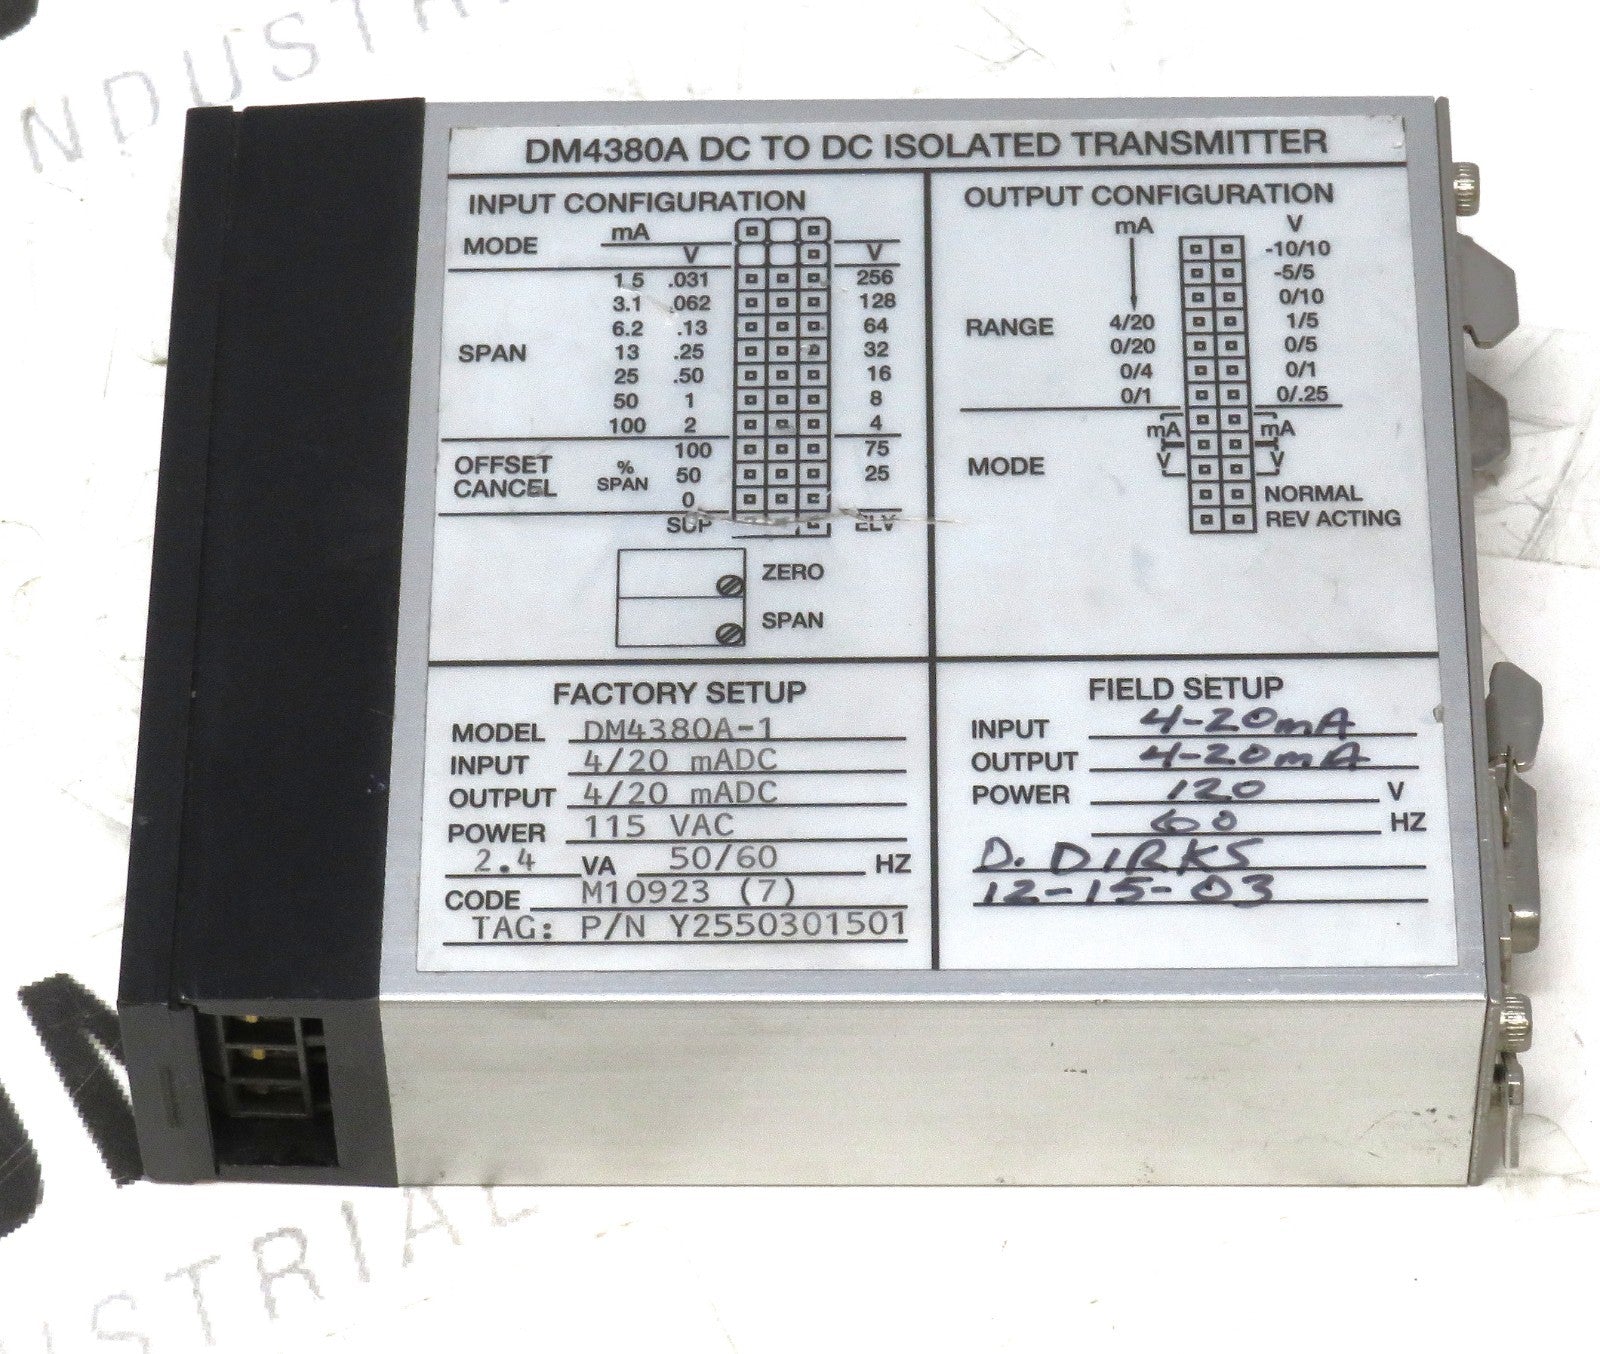 NDUSTR
DM4380A DC TO DC ISOLATED TRANSMITTER
INPUT CONFIGURATION
MODE mA
V V
1.5 .031 256
3.1 .062 128
6.2 .13 64
SPAN 13 .25 32
25 .50 16
50 1 8
100 2 4
OFFSET CANCEL % SPAN
100 75
50 25
0
SUP ELV
ZERO
SPAN
OUTPUT CONFIGURATION
mA V
-10/10
-5/5
0/10
RANGE 4/20 1/5
0/20 0/5
0/4 0/1
0/1 0/.25
mA mA
MODE V V
NORMAL
REV ACTING
FACTORY SETUP
MODEL DM4380A-1
INPUT 4/20 mADC
OUTPUT 4/20 mADC
POWER 115 VAC
2.4 VA 50/60 HZ
CODE M10923 (7)
TAG: P/N Y2550301501
FIELD SETUP
INPUT 4-20mA
OUTPUT 4-20mA
POWER 120 V
60 HZ
D. DIRKS
12-15-03
USTRIAL